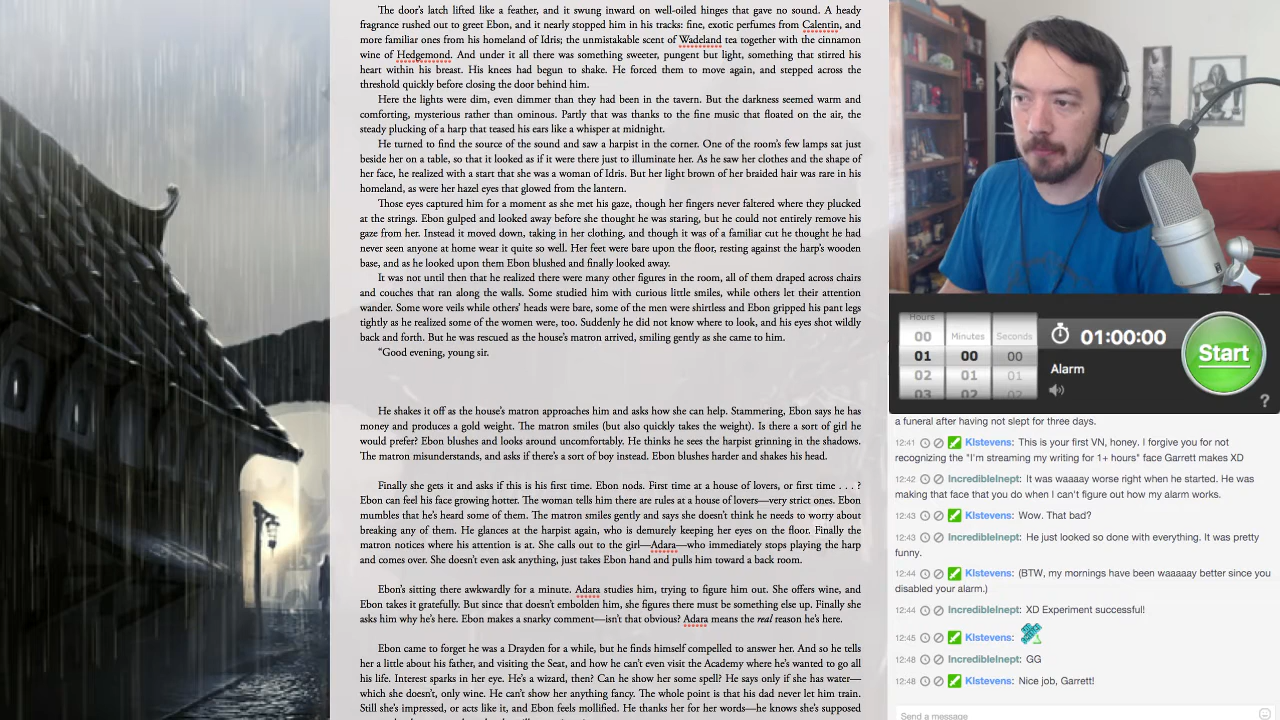 The door's latch lifted like a feather, and it swung inward on well-oiled hinges that gave no sound. A heady
fragrance rushed out to greet Ebon, and it nearly stopped him in his tracks: fine, exotic perfumes from Calentin, and
more familiar ones from his homeland of Idris; the unmistakable scent of Wadeland tea together with the cinnamon
wine of Hedgemond. And under it all there was something sweeter, pungent but light, something that stirred his
heart within his breast. His knees had begun to shake. He forced them to move again, and stepped across the
threshold quickly before closing the door behind him.
Here the lights were dim, even dimmer than they had been in the tavern. But the darkness seemed warm and
comforting, mysterious rather than ominous. Partly that was thanks to the fine music that floated on the air, the
steady plucking of a harp that teased his ears like a whisper at midnight.
He turned to find the source of the sound and saw a harpist in the corner. One of the room's few lamps sat just
beside her on a table, so that it looked as if it were there just to illuminate her. As he saw her clothes and the shape of
her face, he realized with a start that she was a woman of Idris. But her light brown of her braided hair was rare in his
homeland, as were her hazel eyes that glowed from the lantern.
Those eyes captured him for a moment as she met his gaze, though her fingers never faltered where they plucked
at the strings. Ebon gulped and looked away before she thought he was staring, but he could not entirely remove his
gaze from her. Instead it moved down, taking in her clothing, and though it was of a familiar cut he thought he had
never seen anyone at home wear it quite so well. Her feet were bare upon the floor, resting against the harp's wooden
base, and as he looked upon them Ebon blushed and finally looked away.
It was not until then that he realized there were many other figures in the room, all of them draped across chairs
and couches that ran along the walls. Some studied him with curious little smiles, while others let their attention
wander. Some wore veils while others' heads were bare, some of the men were shirtless and Ebon gripped his pant legs
tightly as he realized some of the women were, too. Suddenly he did not know where to look, and his eyes shot wildly
back and forth. But he was rescued as the house's matron arrived, smiling gently as she came to him.
"Good evening, young sir.
He shakes it off as the house's matron approaches him and asks how she can help. Stammering, Ebon says he has
money and produces a gold weight. The matron smiles (but also quickly takes the weight). Is there a sort of girl he
would prefer? Ebon blushes and looks around uncomfortably. He thinks he sees the harpist grinning in the shadows.
The matron misunderstands, and asks if there's a sort of boy instead. Ebon blushes harder and shakes his head.
Finally she gets it and asks if this is his first time. Ebon nods. First time at a house of lovers, or first time . . . ?
Ebon can feel his face growing hotter. The woman tells him there are rules at a house of lovers—very strict ones. Ebon
mumbles that he's heard some of them. The matron smiles gently and says she doesn't think he needs to worry about
breaking any of them. He glances at the harpist again, who is demurely keeping her eyes on the floor. Finally the
matron notices where his attention is at. She calls out to the girl—Adara—who immediately stops playing the harp
and comes over. She doesn't even ask anything, just takes Ebon hand and pulls him toward a back room.
Ebon's sitting there awkwardly for a minute. Adara studies him, trying to figure him out. She offers wine, and
Ebon takes it gratefully. But since that doesn't embolden him, she figures there must be something else up. Finally she
asks him why he's here. Ebon makes a snarky comment—isn't that obvious? Adara means the real reason he's here.
Ebon came to forget he was a Drayden for a while, but he finds himself compelled to answer her. And so he tells
her a little about his father, and visiting the Seat, and how he can't even visit the Academy where he's wanted to go all
his life. Interest sparks in her eye. He's a wizard, then? Can he show her some spell? He says only if she has water—
which she doesn't, only wine. He can't show her anything fancy. The whole point is that his dad never let him train.
Still she's impressed, or acts like it, and Ebon feels mollified. He thanks her for her words—he knows she's supposed
Hours
Minutes
Seconds
00
01 00 00
02 01 01
03 02 02
01:00:00
Alarm
Start
?
a funeral after having not slept for three days.
12:41 Klstevens: This is your first VN, honey. I forgive you for not
recognizing the "I'm streaming my writing for 1+ hours" face Garrett makes XD
12:42 IncredibleInept: It was waaaay worse right when he started. He was
making that face that you do when I can't figure out how my alarm works.
12:43 Klstevens: Wow. That bad?
12:43 IncredibleInept: He just looked so done with everything. It was pretty
funny.
12:44 Klstevens: (BTW, my mornings have been waaaaay better since you
disabled your alarm.)
12:44 IncredibleInept: XD Experiment successful!
12:45 Klstevens:
12:48 IncredibleInept: GG
12:48 Klstevens: Nice job, Garrett!
Send a message